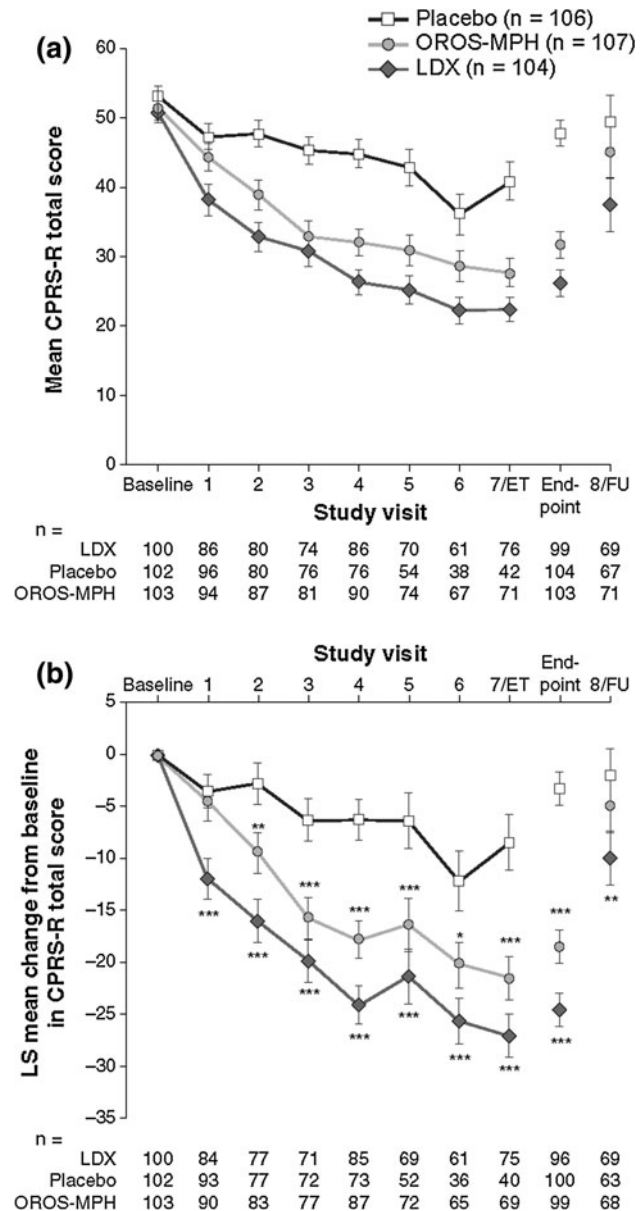 (a)
Placebo (n = 106)
OROS-MPH (n = 107)
LDX (n = 104)
Mean CPRS-R total score
60
50
40
30
20
10
0
Baseline 1 2 3 4 5 6 7/ET End-point 8/FU
Study visit
n =
LDX 100 86 80 74 86 70 61 76 99 69
Placebo 102 96 80 76 76 54 38 42 104 67
OROS-MPH 103 94 87 81 90 74 67 71 103 71
(b)
Study visit
Baseline 1 2 3 4 5 6 7/ET End-point 8/FU
LS mean change from baseline
in CPRS-R total score
5
0
–5
–10
–15
–20
–25
–30
–35
** *** *** *** * *** ***
*** *** *** *** *** *** *** *** **
n =
LDX 100 84 77 71 85 69 61 75 96 69
Placebo 102 93 77 72 73 52 36 40 100 63
OROS-MPH 103 90 83 77 87 72 65 69 99 68